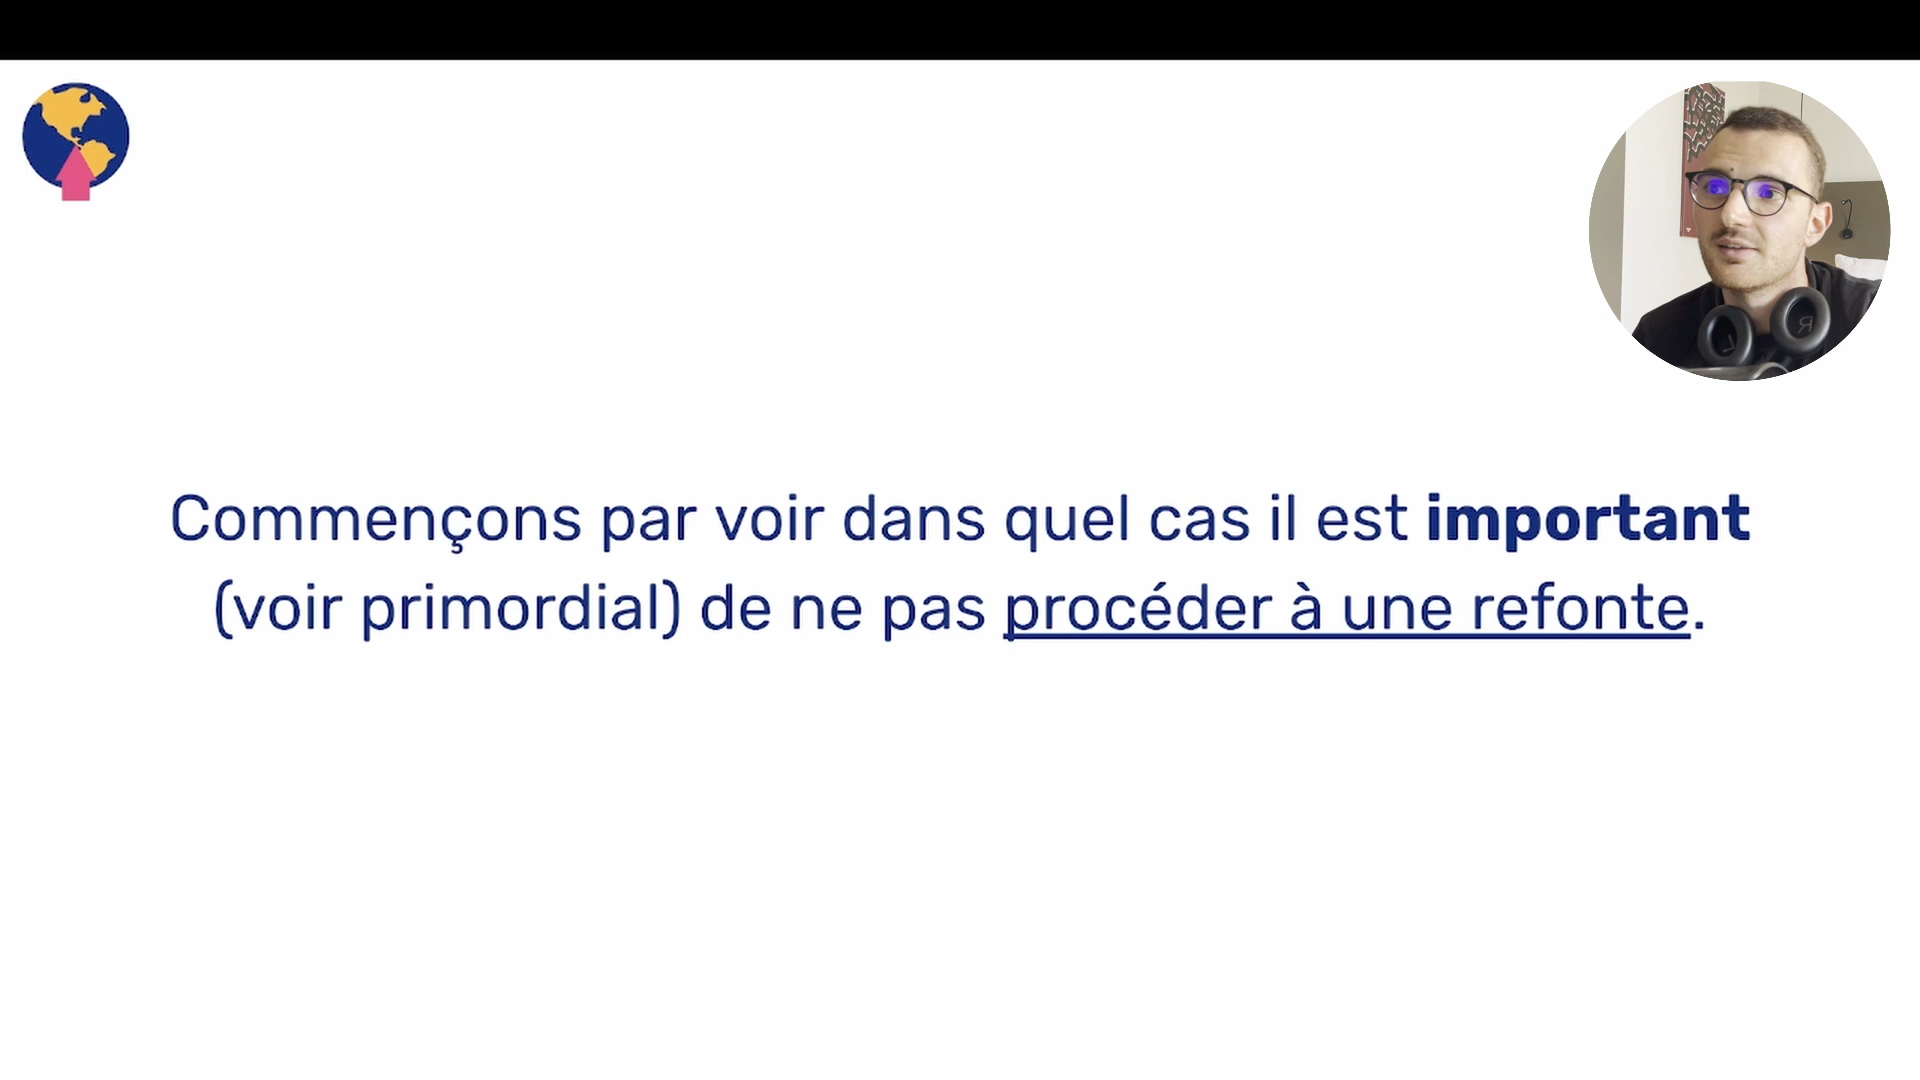 Commençons par voir dans quel cas il est important
(voir primordial) de ne pas procéder à une refonte.